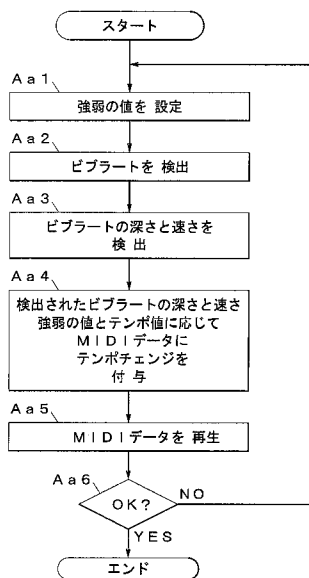 スタート
Aa1
強弱の値を 設定
Aa2
ビブラートを 検出
Aa3
ビブラートの深さと速さを
検 出
Aa4
検出されたビブラートの深さと速さ
強弱の値とテンポ値に応じて
MIDIデータに
テンポチェンジを
付 与
Aa5
MIDIデータを 再生
Aa6
OK?
NO
YES
エンド